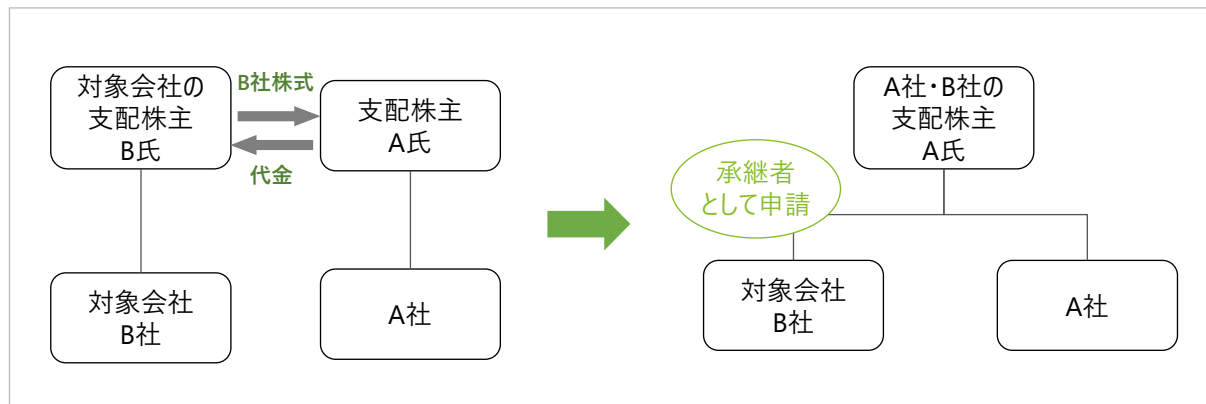 対象会社の
支配株主
B氏
B社株式
代金
支配株主
A氏
対象会社
B社
A社
A社・B社の
支配株主
A氏
承継者
として申請
対象会社
B社
A社